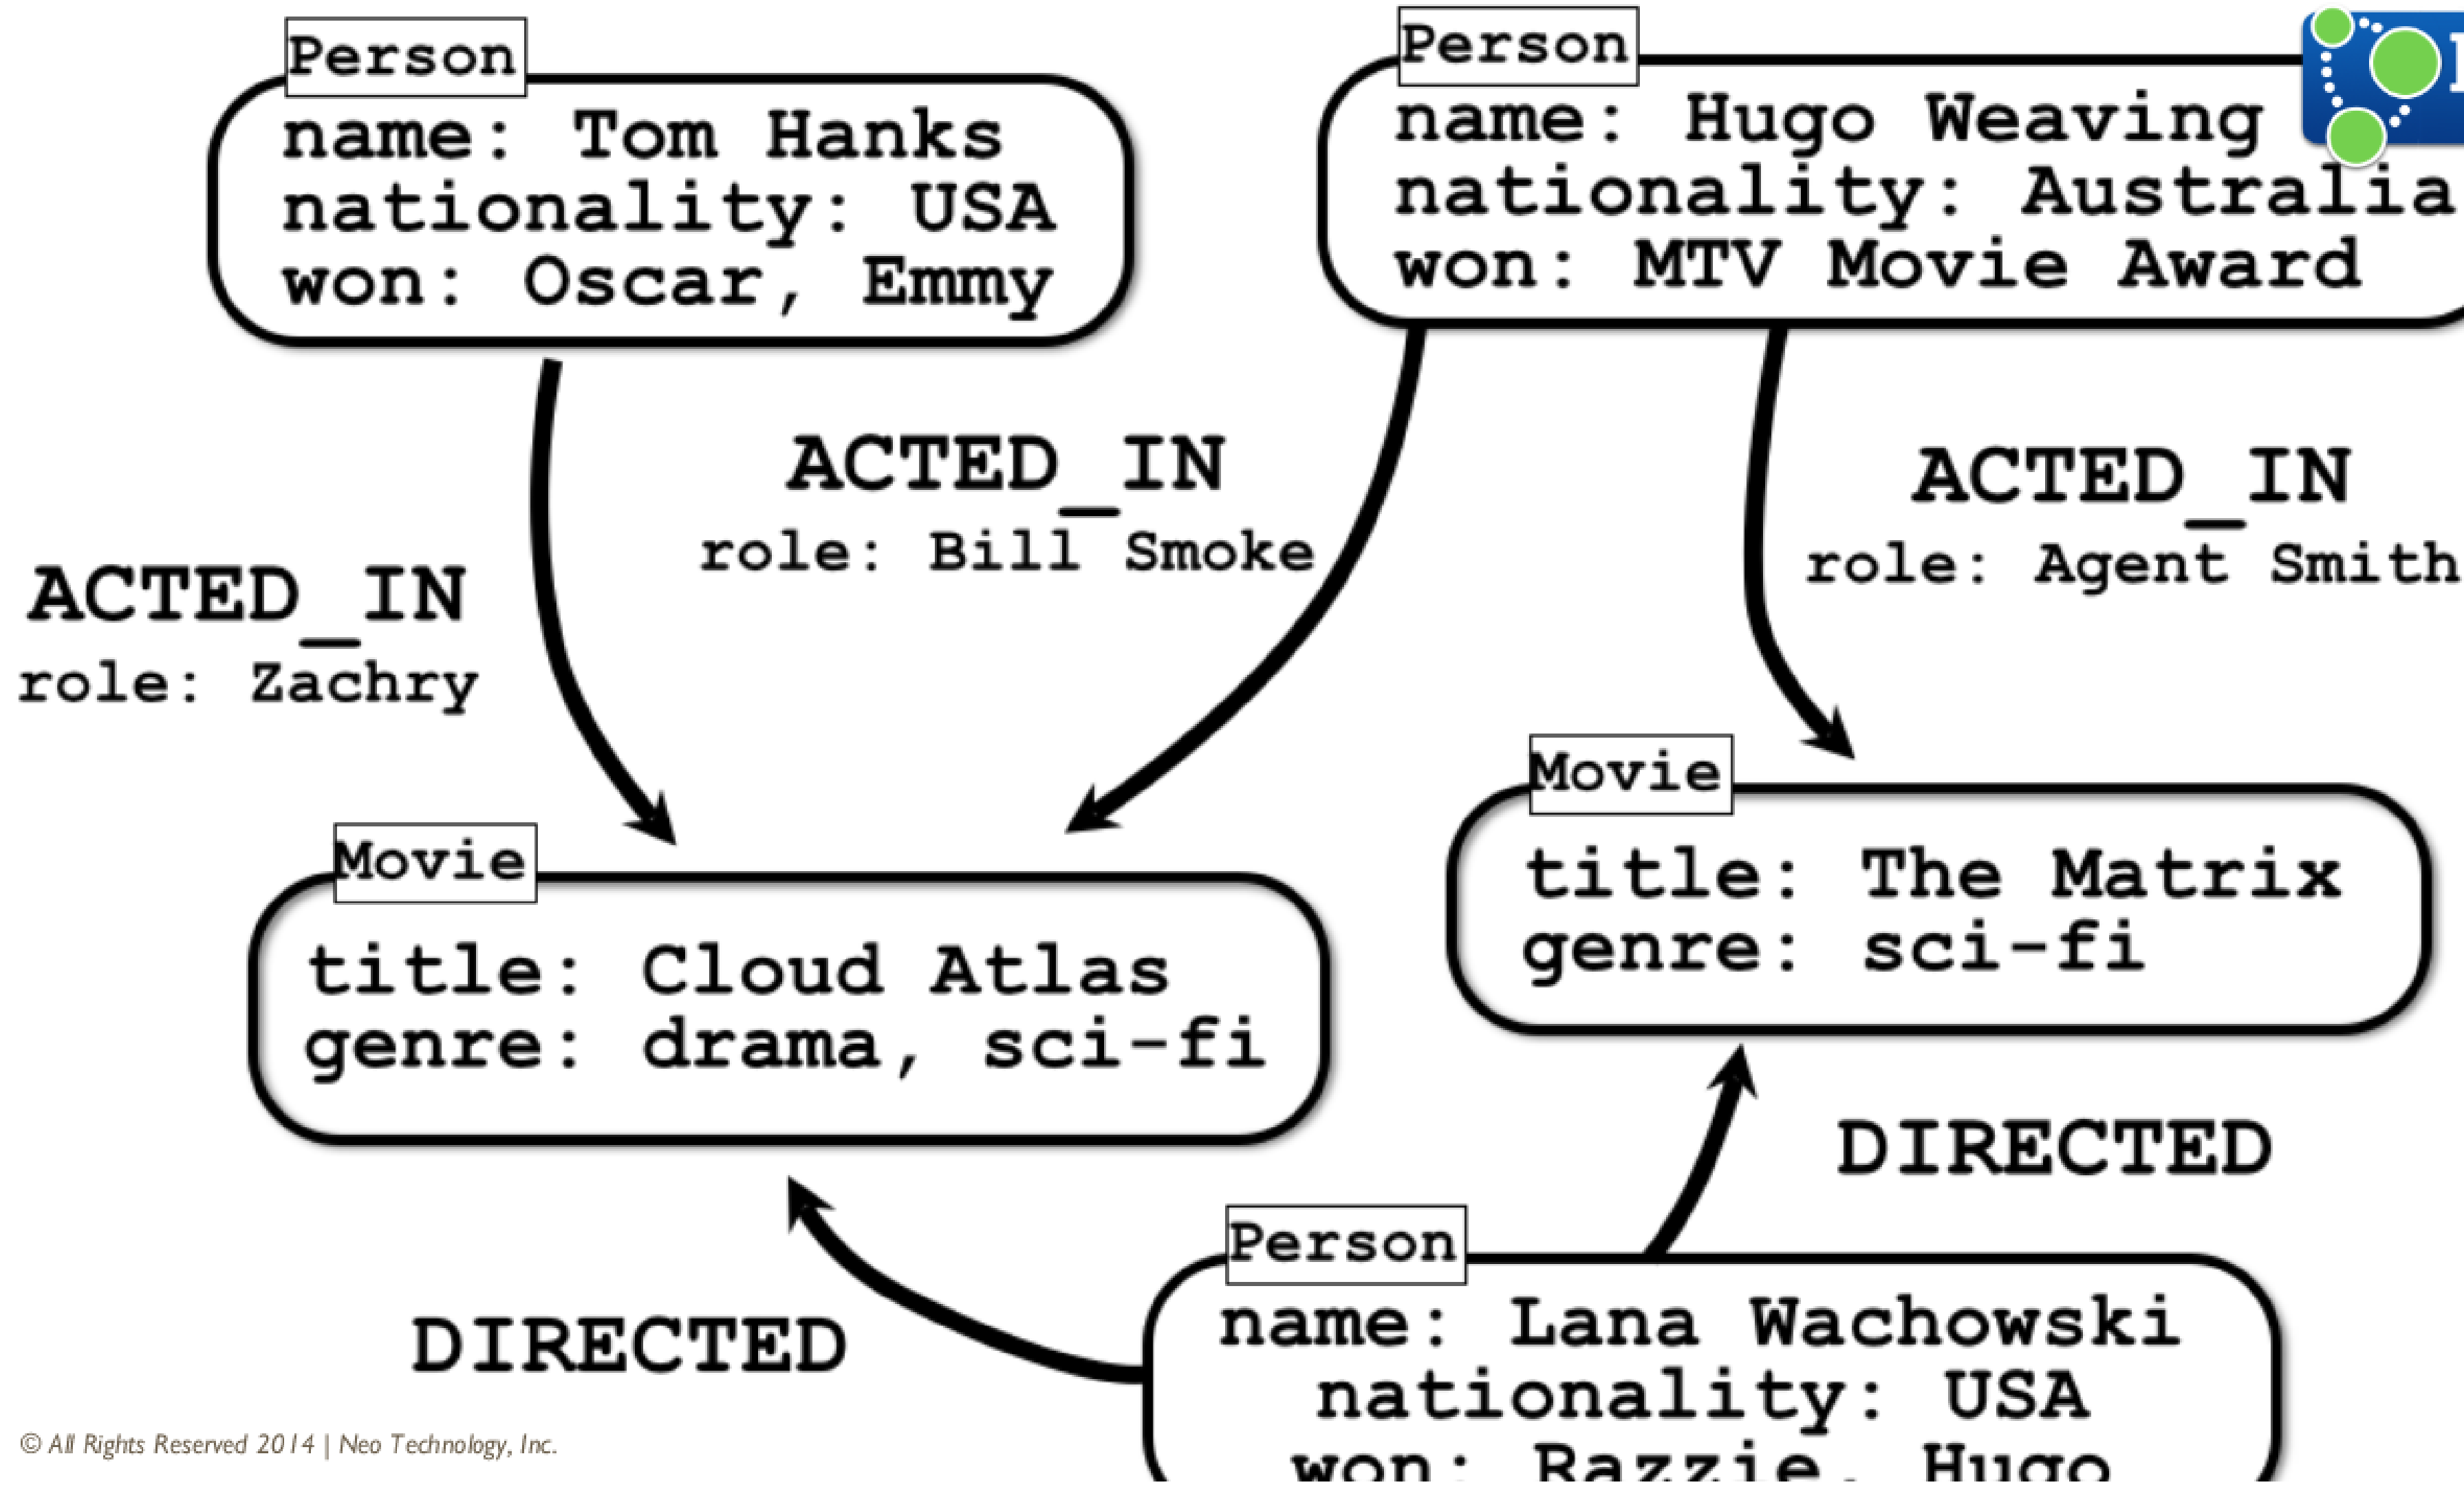 Person
name: Tom Hanks
nationality: USA
won: Oscar, Emmy
Person
name: Hugo Weaving
nationality: Australia
won: MTV Movie Award
ACTED_IN
role: Zachry
ACTED_IN
role: Bill Smoke
ACTED_IN
role: Agent Smith
Movie
title: Cloud Atlas
genre: drama, sci-fi
Movie
title: The Matrix
genre: sci-fi
DIRECTED
DIRECTED
Person
name: Lana Wachowski
nationality: USA
won: Razzie, Hugo
© All Rights Reserved 2014 | Neo Technology, Inc.